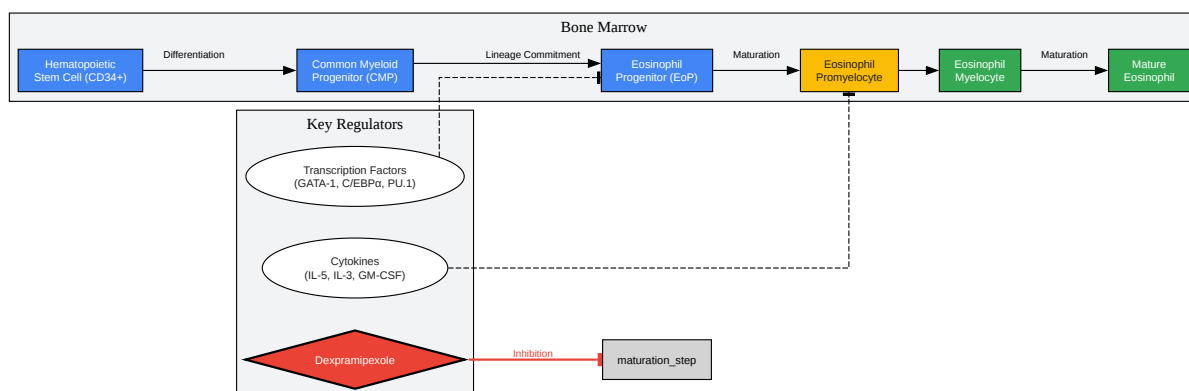 Bone Marrow
Differentiation
Lineage Commitment
Maturation
Maturation
Hematopoietic
Stem Cell (CD34+)
Common Myeloid
Progenitor (CMP)
Eosinophil
Progenitor (EoP)
Eosinophil
Promyelocyte
Eosinophil
Myelocyte
Mature
Eosinophil
Key Regulators
Transcription Factors
(GATA-1, C/EBPα, PU.1)
Cytokines
(IL-5, IL-3, GM-CSF)
Dexpramipexole
Inhibition
maturation_step